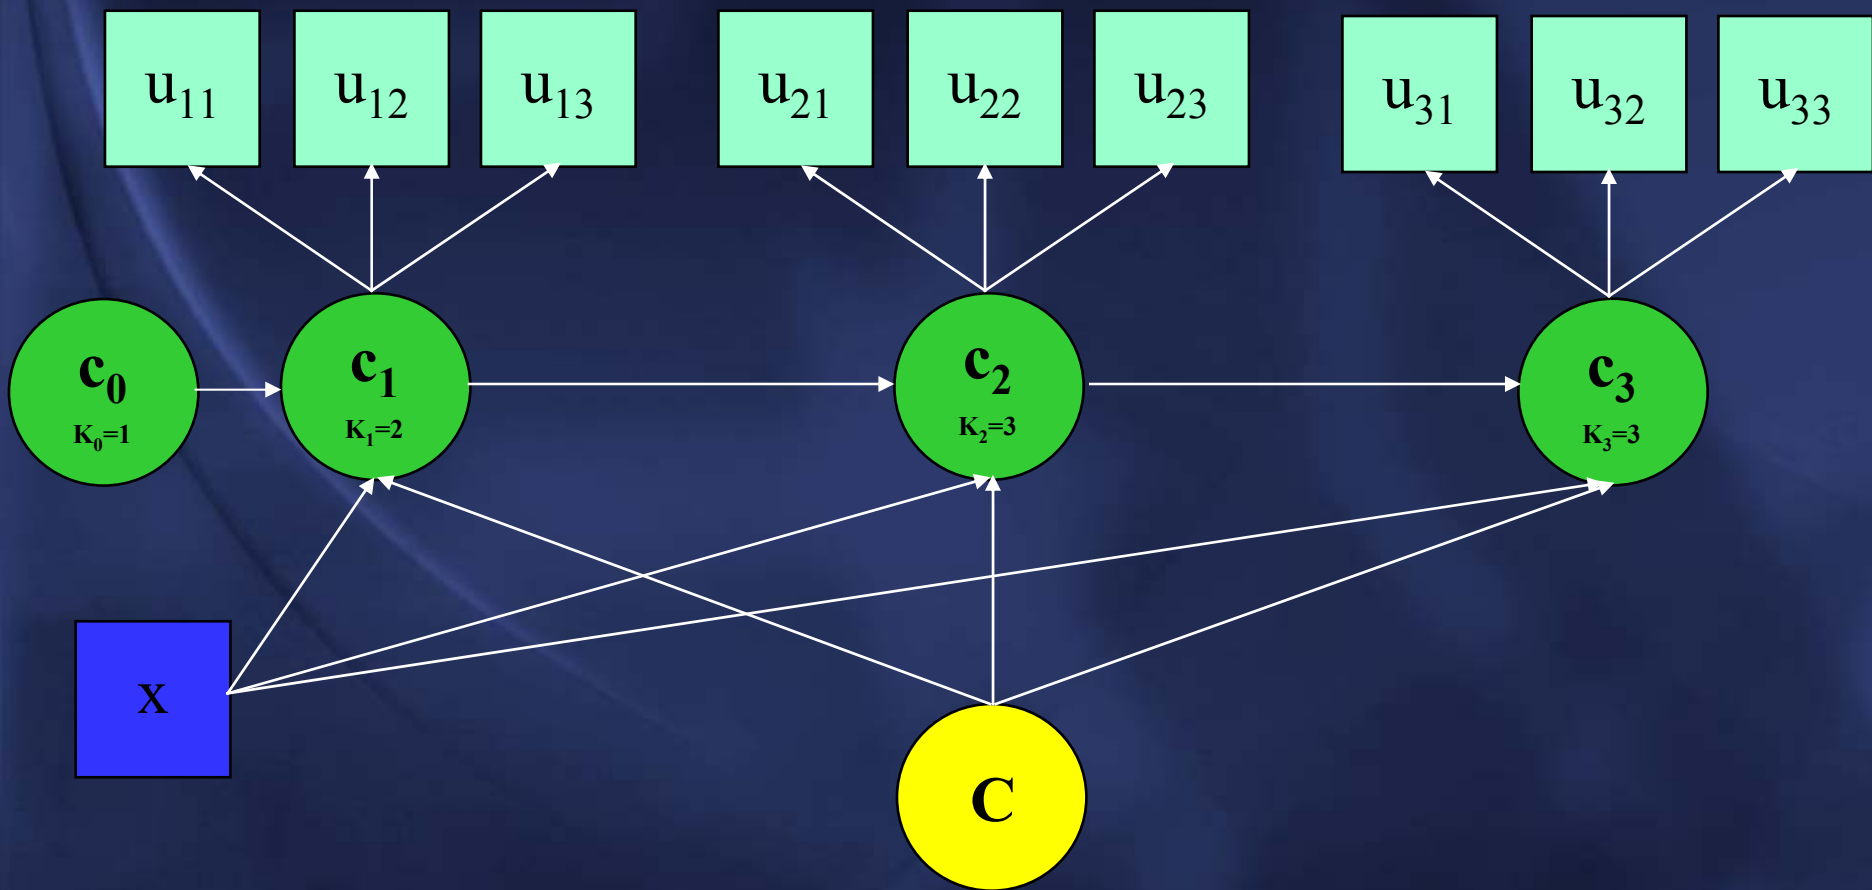 u₁₁
u₁₂
u₁₃
u₂₁
u₂₂
u₂₃
u₃₁
u₃₂
u₃₃
c₀
K₀=1
c₁
K₁=2
c₂
K₂=3
c₃
K₃=3
x
C